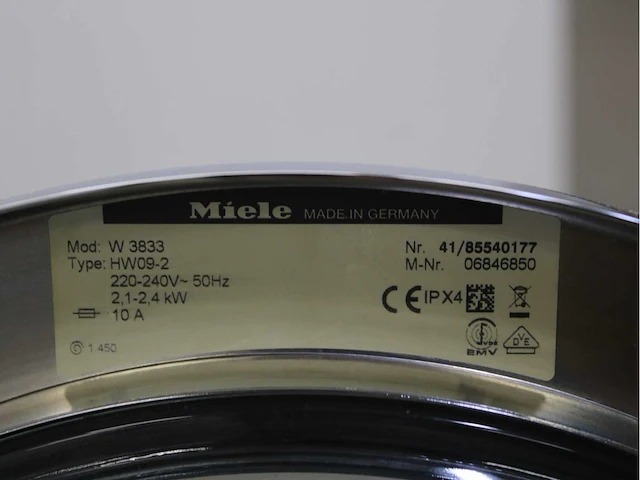 Miele MADE IN GERMANY
Mod: W 3833
Type: HW09-2
220-240V~ 50Hz
2,1-2,4 kW
10 A
1.450
Nr. 41/85540177
M-Nr. 06846850
CE IPX4
VDE
EMV
DVE